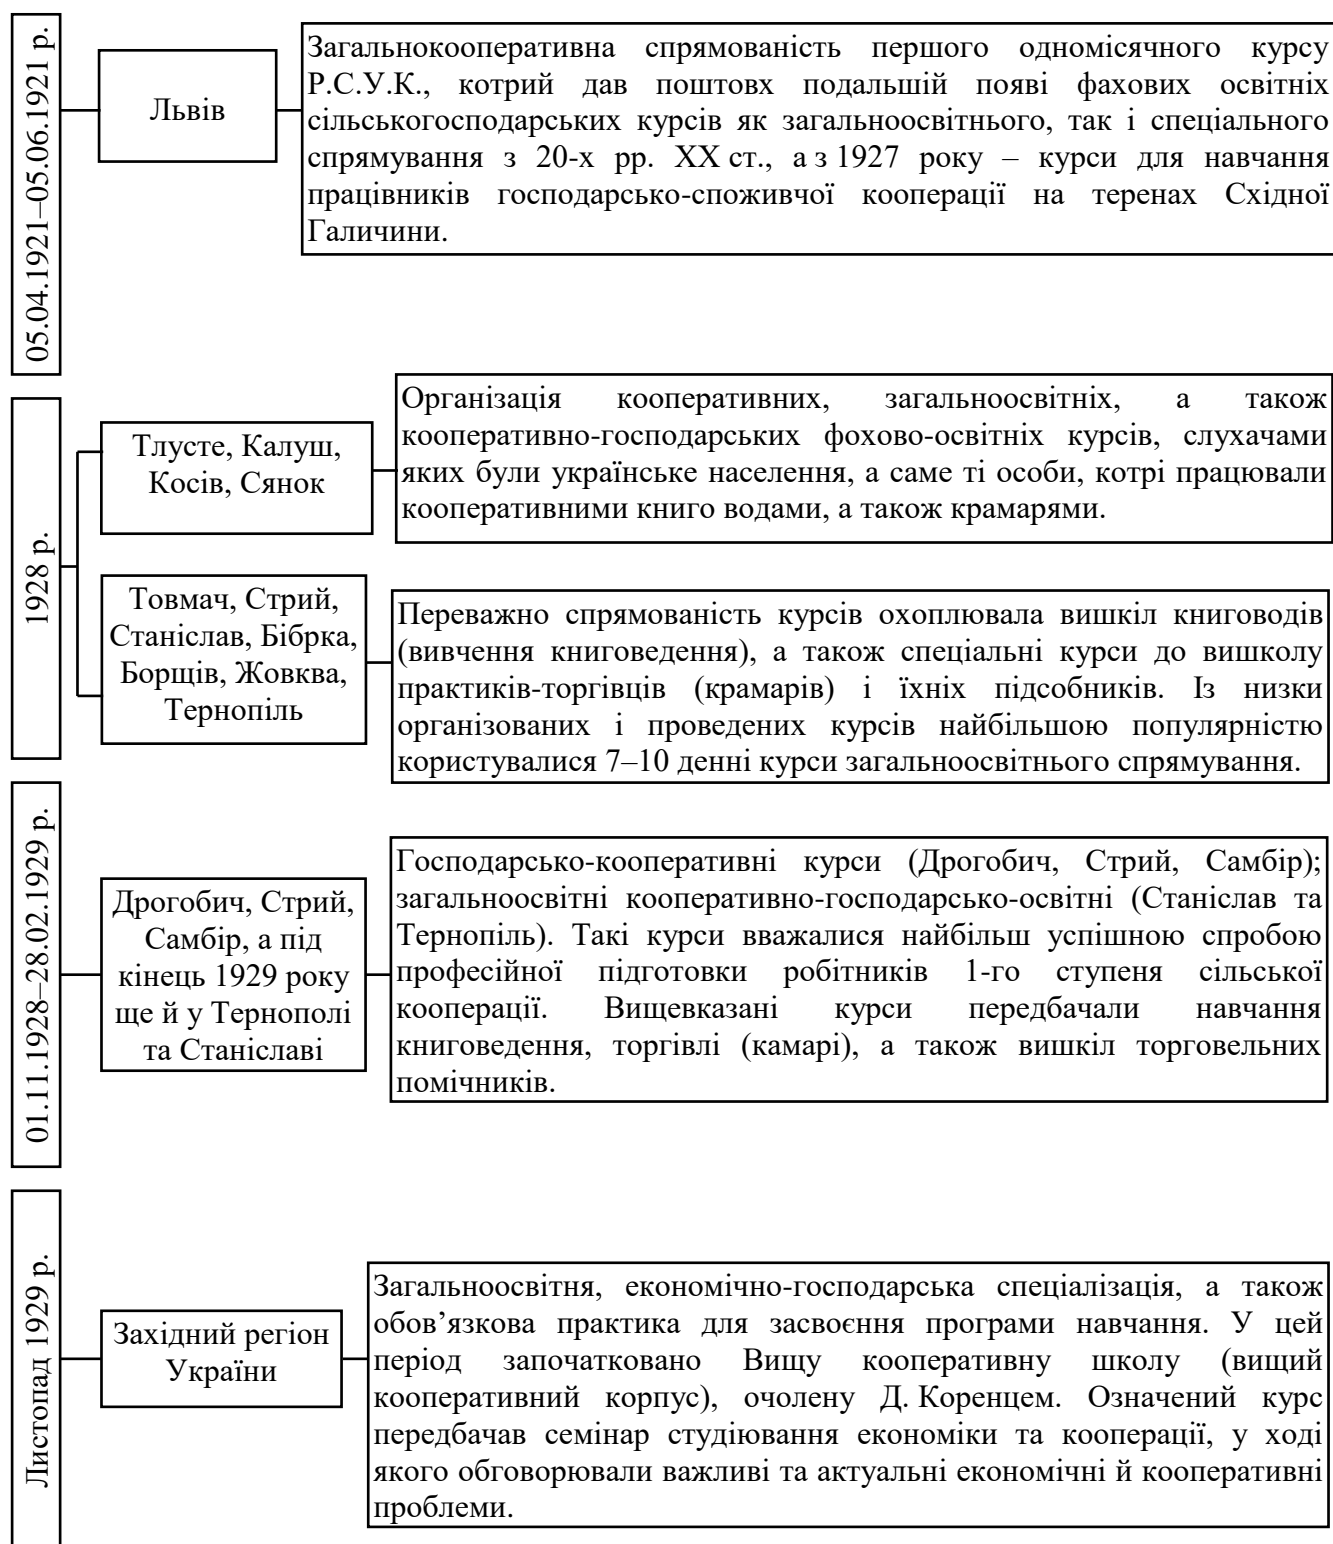 05.04.1921–05.06.1921 р.
Львів
Загальнокооперативна спрямованість першого одномісячного курсу
Р.С.У.К., котрий дав поштовх подальшій появі фахових освітніх
сільськогосподарських курсів як загальноосвітнього, так і спеціального
спрямування з 20-х рр. ХХ ст., а з 1927 року – курси для навчання
працівників господарсько-споживчої кооперації на теренах Східної
Галичини.
1928 р.
Тлусте, Калуш,
Косів, Сянок
Організація кооперативних, загальноосвітніх, а також
кооперативно-господарських фохово-освітніх курсів, слухачами
яких були українське населення, а саме ті особи, котрі працювали
кооперативними книго водами, а також крамарями.
Товмач, Стрий,
Станіслав, Бібрка,
Борщів, Жовква,
Тернопіль
Переважно спрямованість курсів охоплювала вишкіл книговодів
(вивчення книговедення), а також спеціальні курси до вишколу
практиків-торгівців (крамарів) і їхніх підсобників. Із низки
організованих і проведених курсів найбільшою популярністю
користувалися 7–10 денні курси загальноосвітнього спрямування.
01.11.1928–28.02.1929 р.
Дрогобич, Стрий,
Самбір, а під
кінець 1929 року
ще й у Тернополі
та Станіславі
Господарсько-кооперативні курси (Дрогобич, Стрий, Самбір);
загальноосвітні кооперативно-господарсько-освітні (Станіслав та
Тернопіль). Такі курси вважалися найбільш успішною спробою
професійної підготовки робітників 1-го ступеня сільської
кооперації. Вищевказані курси передбачали навчання
книговедення, торгівлі (камарі), а також вишкіл торговельних
помічників.
Листопад 1929 р.
Західний регіон
України
Загальноосвітня, економічно-господарська спеціалізація, а також
обов’язкова практика для засвоєння програми навчання. У цей
період започатковано Вищу кооперативну школу (вищий
кооперативний корпус), очолену Д. Коренцем. Означений курс
передбачав семінар студіювання економіки та кооперації, у ході
якого обговорювали важливі та актуальні економічні й кооперативні
проблеми.